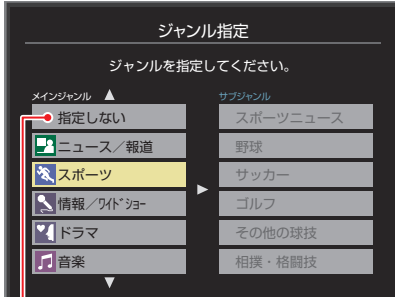 ジャンル指定
ジャンルを指定してください。
メインジャンル
指定しない
ニュース／報道
スポーツ
情報／ワイドショー
ドラマ
音楽
サブジャンル
スポーツニュース
野球
サッカー
ゴルフ
その他の球技
相撲・格闘技